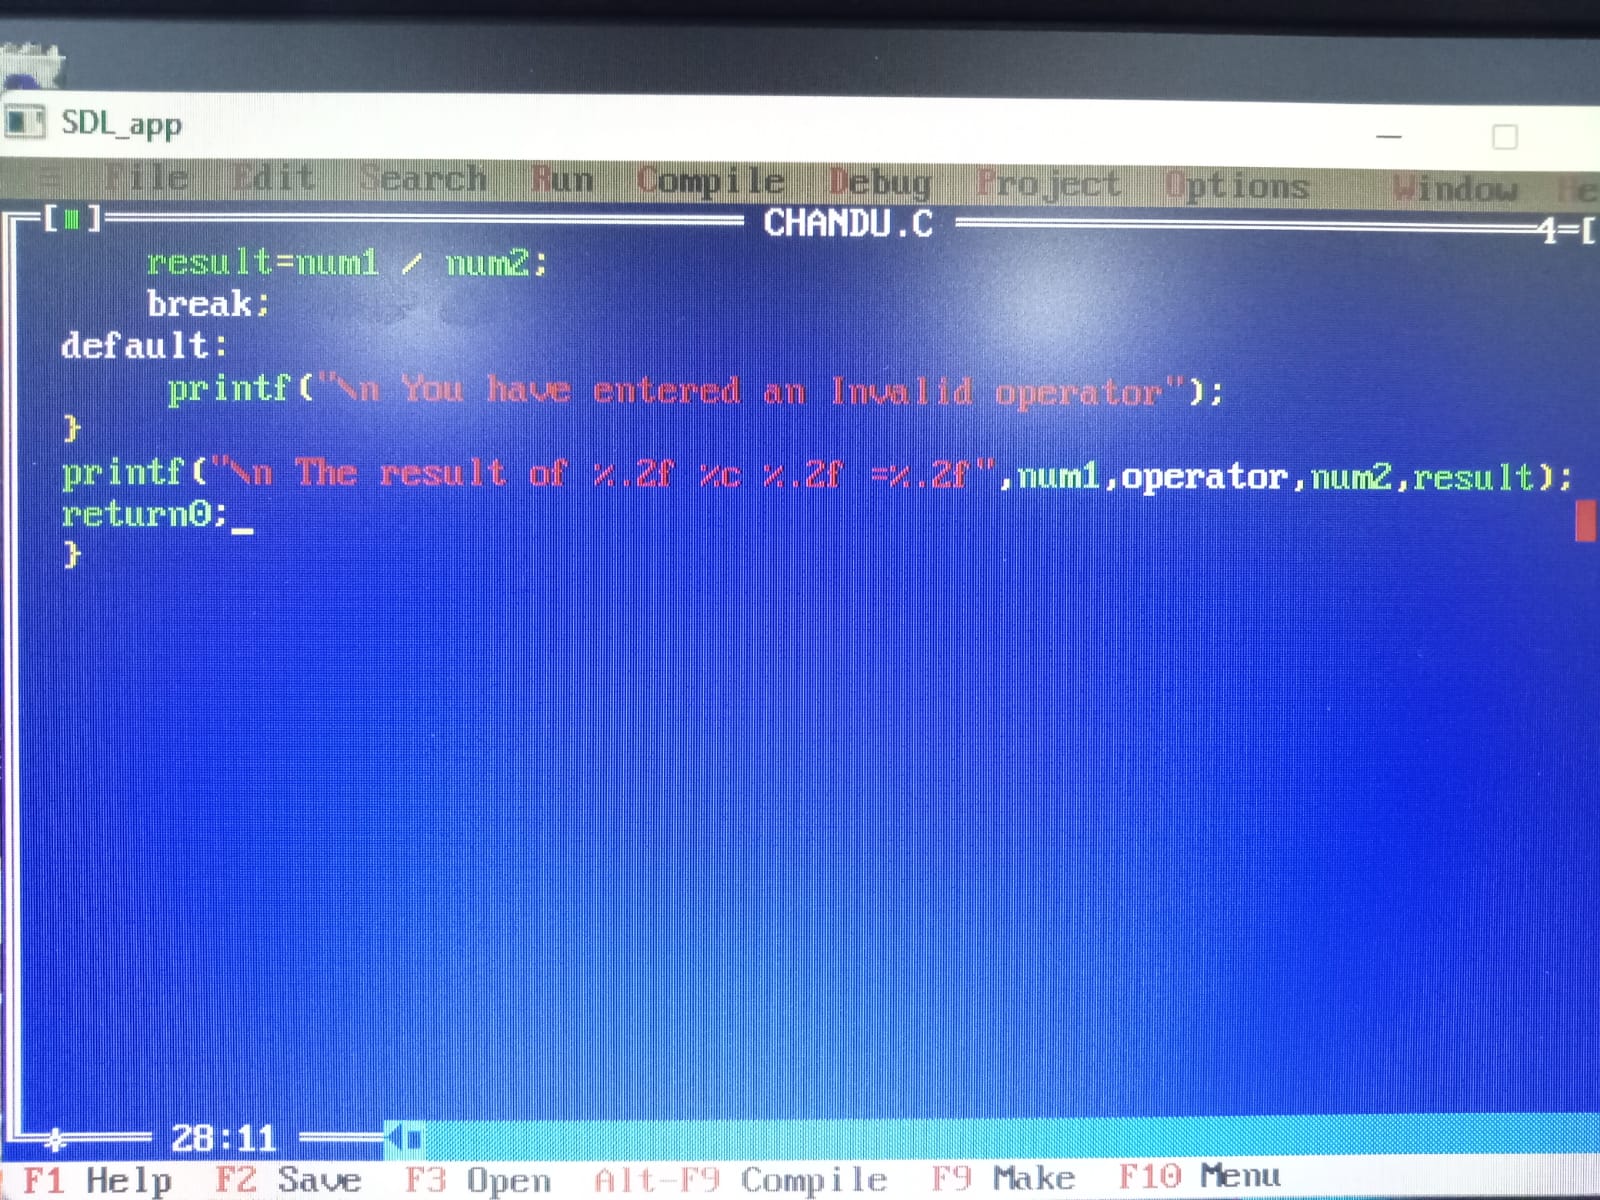 SDL_app
File Edit Search Run Compile Debug Project Options Window He
[■] CHANDU.C 4=[
result=num1 / num2;
break;
default:
printf("\n You have entered an Invalid operator");
}
printf("\n The result of %.2f %c %.2f =%.2f",num1,operator,num2,result);
return0;_
}
28:11
F1 Help F2 Save F3 Open Alt-F9 Compile F9 Make F10 Menu